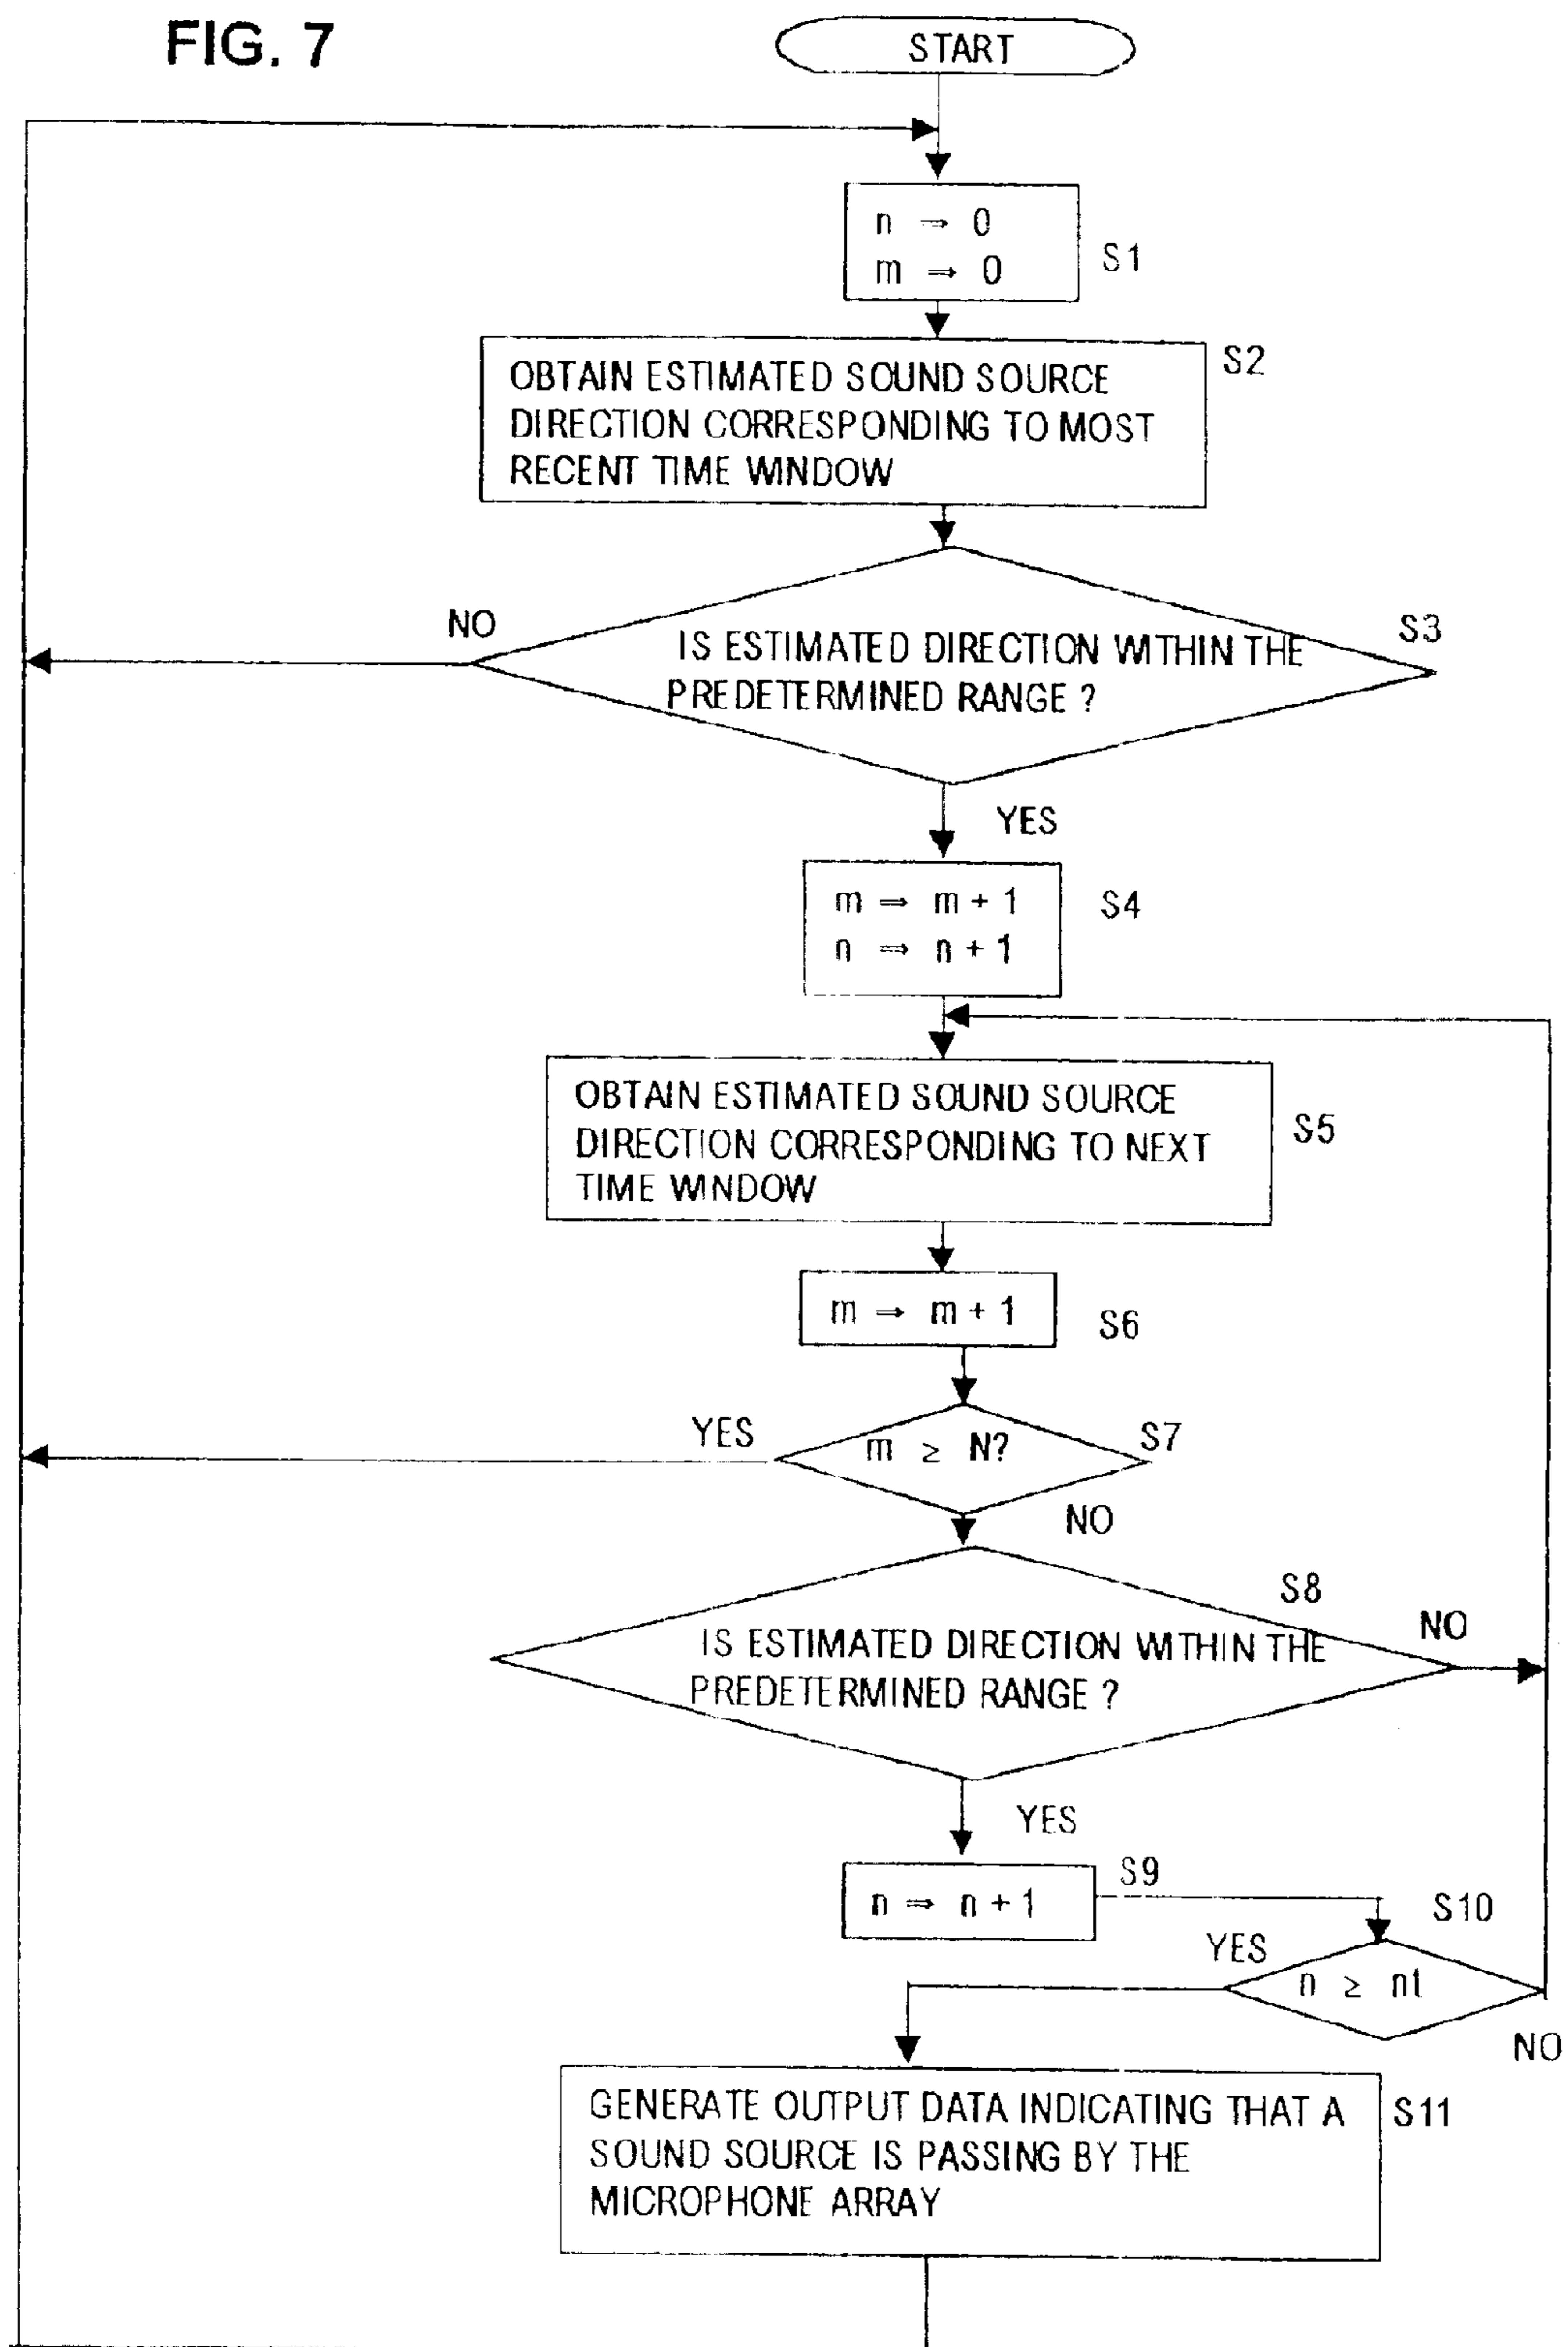 FIG. 7
START
n → 0
m ⇒ 0
S1
OBTAIN ESTIMATED SOUND SOURCE
DIRECTION CORRESPONDING TO MOST
RECENT TIME WINDOW
S2
NO
IS ESTIMATED DIRECTION WITHIN THE
PREDETERMINED RANGE ?
S3
YES
m ⇒ m + 1
n ⇒ n + 1
S4
OBTAIN ESTIMATED SOUND SOURCE
DIRECTION CORRESPONDING TO NEXT
TIME WINDOW
S5
m ⇒ m + 1
S6
YES
m ≥ N?
S7
NO
S8
IS ESTIMATED DIRECTION WITHIN THE
PREDETERMINED RANGE ?
NO
YES
n ⇒ n + 1
S9
S10
YES
n ≥ nt
NO
GENERATE OUTPUT DATA INDICATING THAT A
SOUND SOURCE IS PASSING BY THE
MICROPHONE ARRAY
S11